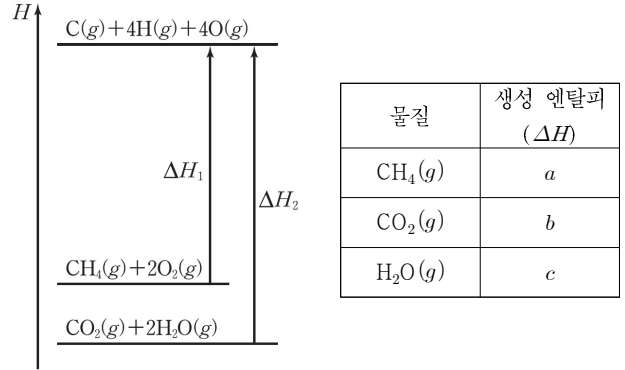 H
C(g)+4H(g)+4O(g)
ΔH₁
ΔH₂
CH₄(g)+2O₂(g)
CO₂(g)+2H₂O(g)
물질 생성 엔탈피
(ΔH)
CH₄(g) a
CO₂(g) b
H₂O(g) c